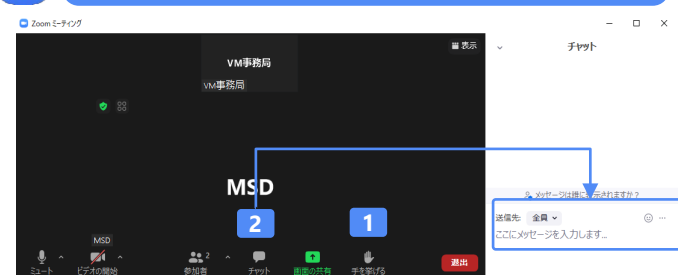 Zoom ミーティング
表示
チャット
VM事務局
VM事務局
MSD
2
1
メッセージは誰に表示されますか？
送信先: 全員
ここにメッセージを入力します...
MSD
2
ミュート
ビデオの開始
参加者
チャット
画面の共有
手を挙げる
退出